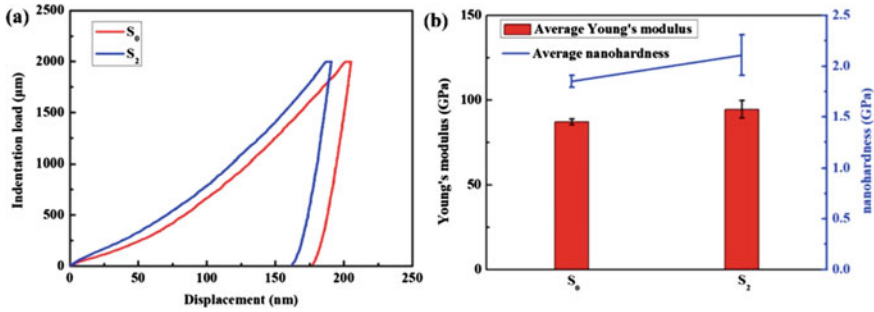 (a)
S0
S2
2500
2000
1500
1000
500
0
Indentation load (μm)
0 50 100 150 200 250
Displacement (nm)
(b)
Average Young's modulus
Average nanohardness
150
100
50
0
Young's modulus (GPa)
2.5
2.0
1.5
1.0
0.5
0.0
nanohardness (GPa)
S0 S2